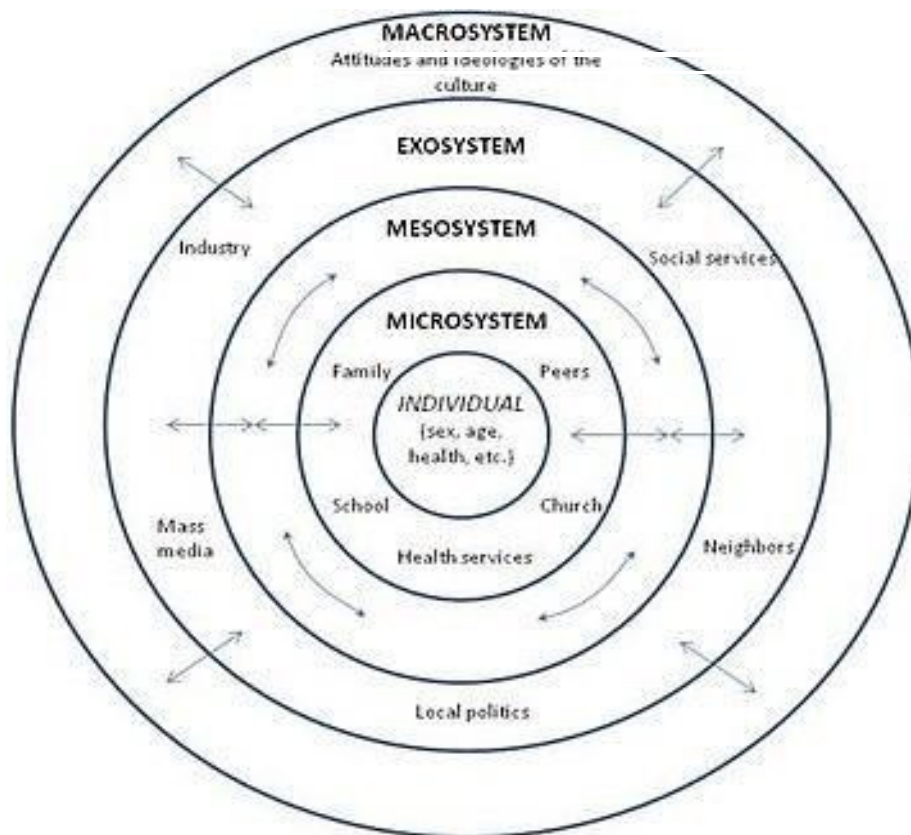 MACROSYSTEM
Attitudes and ideologies of the
culture
EXOSYSTEM
Industry
Social services
MESOSYSTEM
MICROSYSTEM
Family
Peers
INDIVIDUAL
(sex, age,
health, etc.)
School
Church
Mass
media
Neighbors
Health services
Local politics